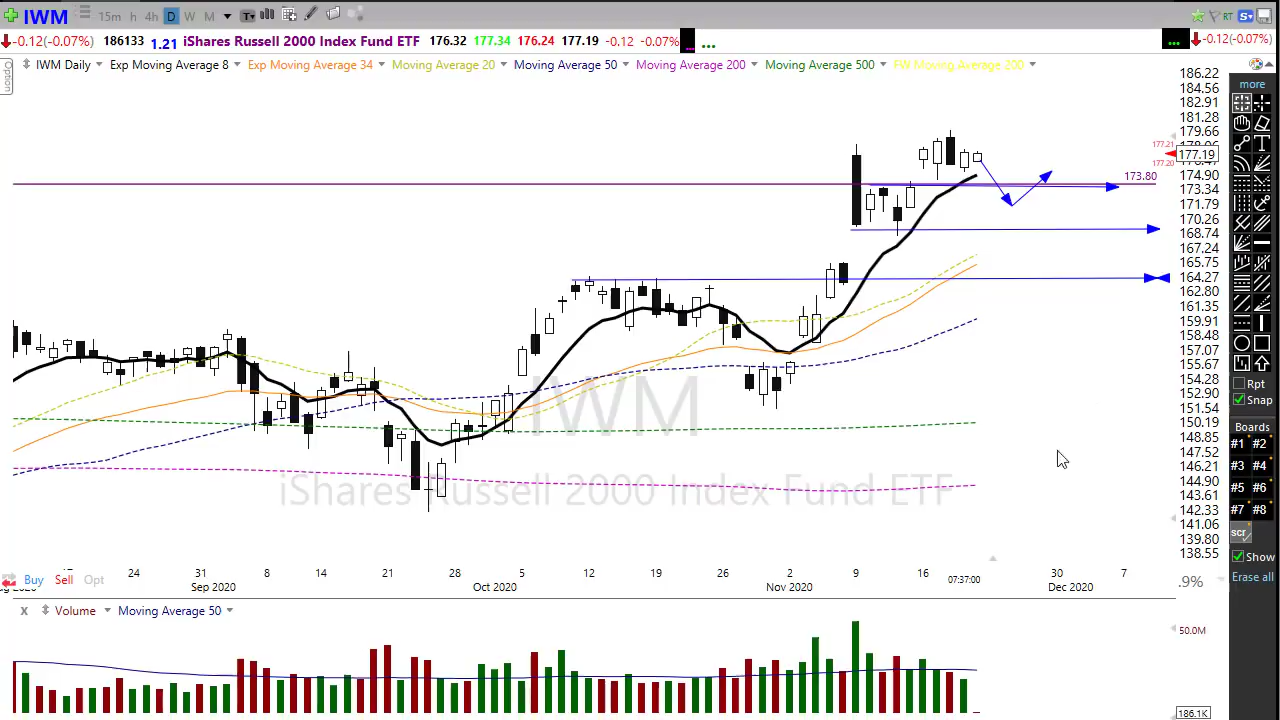 IWM 15m h 4h D W M T RT S
-0.12(-0.07%) 186133 1.21 iShares Russell 2000 Index Fund ETF 176.32 177.34 176.24 177.19 -0.12 -0.07% ... ... -0.12(-0.07%)
Option
IWM Daily Exp Moving Average 8 Exp Moving Average 34 Moving Average 20 Moving Average 50 Moving Average 200 Moving Average 500 FW Moving Average 200
more
186.22
184.56
182.91
181.28
179.66
177.21
177.19
177.20
173.80
174.90
173.34
171.79
170.26
168.74
167.24
165.75
164.27
162.80
161.35
159.91
158.48
157.07
155.67
154.28
152.90
151.54
150.19
148.85
147.52
146.21
144.90
143.61
142.33
141.06
139.80
138.55
IWM
iShares Russell 2000 Index Fund ETF
T
Rpt
Snap
Boards
#1 #2
#3 #4
#5 #6
#7 #8
scr
Show
Erase all
Buy Sell Opt
24 31 8 14 21 28 5 12 19 26 2 9 16 07:37:00 30 7
Sep 2020 Oct 2020 Nov 2020 Dec 2020
.9%
x Volume Moving Average 50
50.0M
186.1K